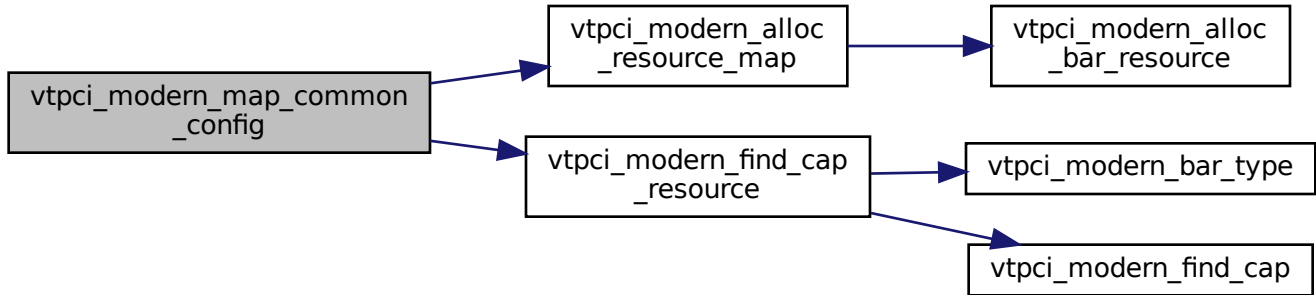 vtpci_modern_map_common
_config
vtpci_modern_alloc
_resource_map
vtpci_modern_alloc
_bar_resource
vtpci_modern_find_cap
_resource
vtpci_modern_bar_type
vtpci_modern_find_cap